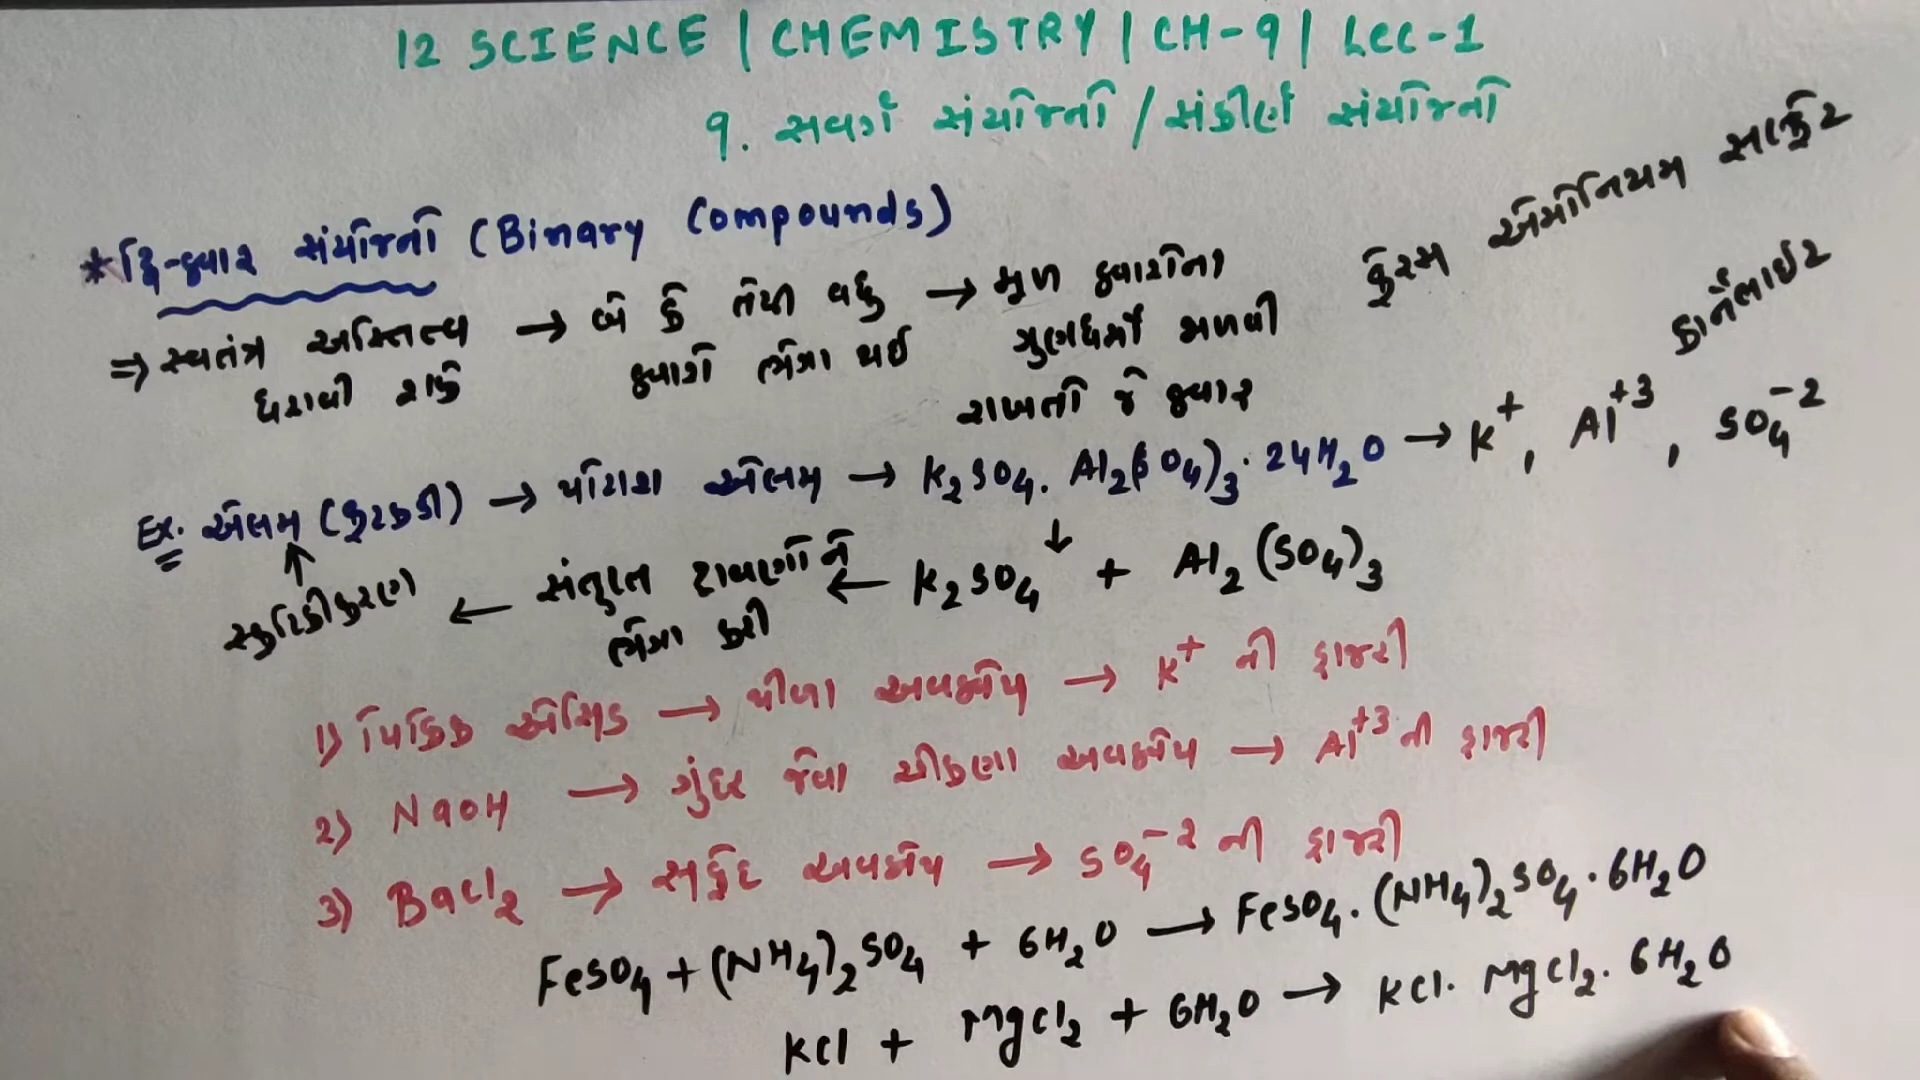 12 SCIENCE | CHEMISTRY | CH-9 | LEC-1
9. સવર્ગ સંયોજનો / સંકીર્ણ સંયોજનો
*દ્વિ-ક્ષાર સંયોજનો (Binary Compounds)
⇒ સ્વતંત્ર અસ્તિત્વ ધરાવી શકે → બે કે તેથી વધુ ક્ષારો ભેગા થઈ → મૂળ ક્ષારોના ગુણધર્મો જાળવી રાખતો જે ક્ષાર
ફેરસ એમોનિયમ સલ્ફેટ
કાર્નેલાઈટ
Ex. એલમ (ફટકડી) → પોટાશ એલમ → K₂SO₄. Al₂(SO₄)₃. 24H₂O → K⁺, Al⁺³, SO₄⁻²
↑ ↓
સ્ફટિકીકરણ ← સંતૃપ્ત દ્રાવણોને ભેગા કરી ← K₂SO₄ + Al₂(SO₄)₃
1) પિક્રિક એસિડ → પીળા અવક્ષેપ → K⁺ ની હાજરી
2) NaOH → ગુંદર જેવા ચીકણા અવક્ષેપ → Al⁺³ ની હાજરી
3) BaCl₂ → સફેદ અવક્ષેપ → SO₄⁻² ની હાજરી
FeSO₄ + (NH₄)₂SO₄ + 6H₂O → FeSO₄. (NH₄)₂SO₄. 6H₂O
KCl + MgCl₂ + 6H₂O → KCl. MgCl₂. 6H₂O